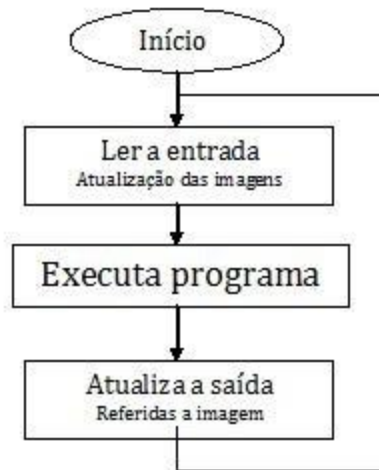 Início
Ler a entrada
Atualização das imagens
Executa programa
Atualiza a saída
Referidas a imagem